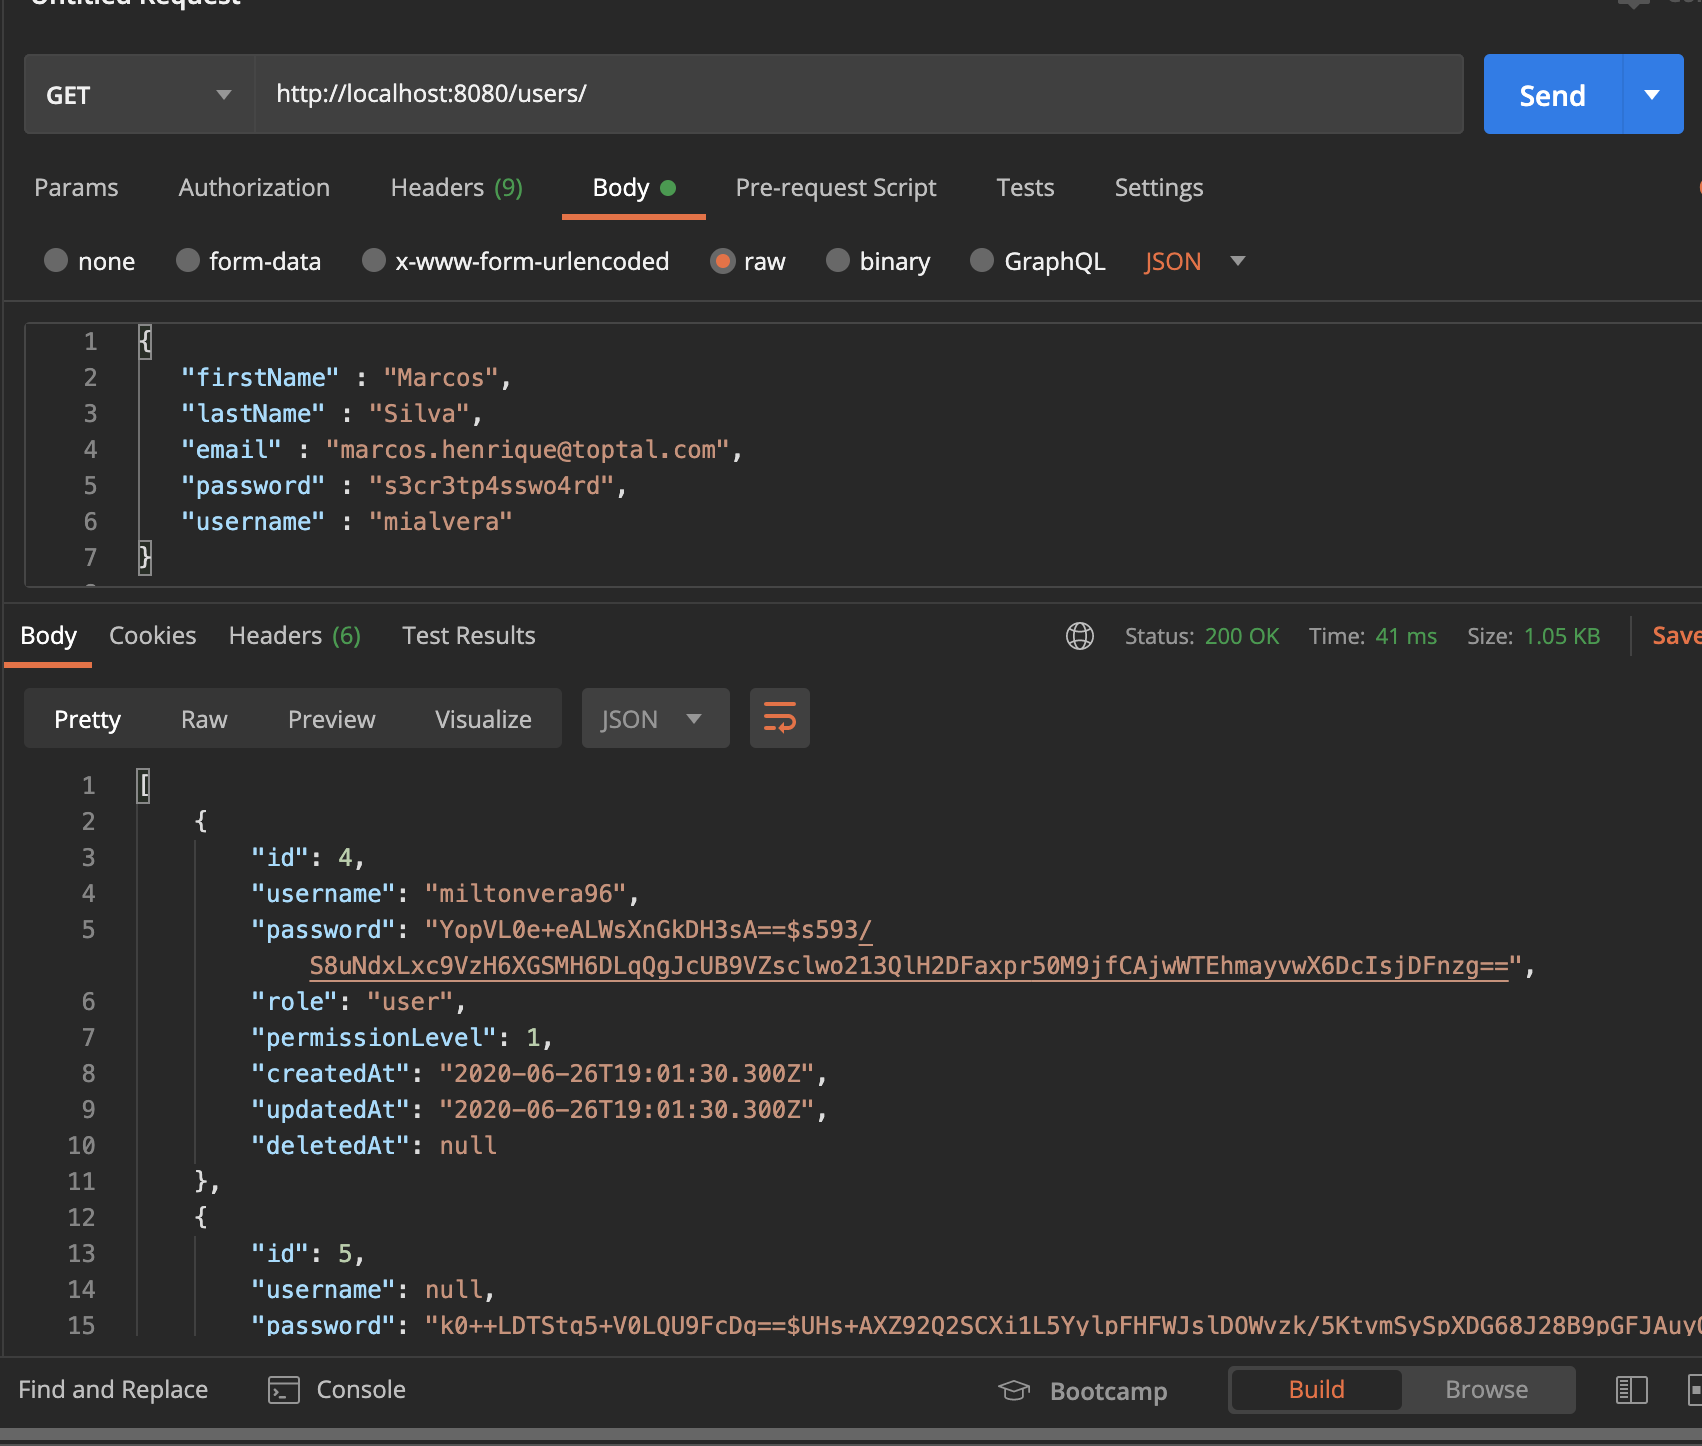 Untitled Request
GET http://localhost:8080/users/ Send
Params Authorization Headers (9) Body Pre-request Script Tests Settings
none form-data x-www-form-urlencoded raw binary GraphQL JSON
1 {
2 "firstName" : "Marcos",
3 "lastName" : "Silva",
4 "email" : "marcos.henrique@toptal.com",
5 "password" : "s3cr3tp4sswo4rd",
6 "username" : "mialvera"
7 }
Body Cookies Headers (6) Test Results Status: 200 OK Time: 41 ms Size: 1.05 KB Save
Pretty Raw Preview Visualize JSON
1 [
2 {
3 "id": 4,
4 "username": "miltonvera96",
5 "password": "YopVL0e+eALWsXnGkDH3sA==$s593/
S8uNdxLxc9VzH6XGSMH6DLqQgJcUB9VZsclwo213QlH2DFaxpr50M9jfCAjwWTEhmayvwX6DcIsjDFnzg==",
6 "role": "user",
7 "permissionLevel": 1,
8 "createdAt": "2020-06-26T19:01:30.300Z",
9 "updatedAt": "2020-06-26T19:01:30.300Z",
10 "deletedAt": null
11 },
12 {
13 "id": 5,
14 "username": null,
15 "password": "k0++LDTStg5+V0LQU9FcDg==$UHs+AXZ92Q2SCXi1L5YylpFHFWJslDOWvzk/5KtvmSySpXDG68J28B9pGFJAuy
Find and Replace Console Bootcamp Build Browse